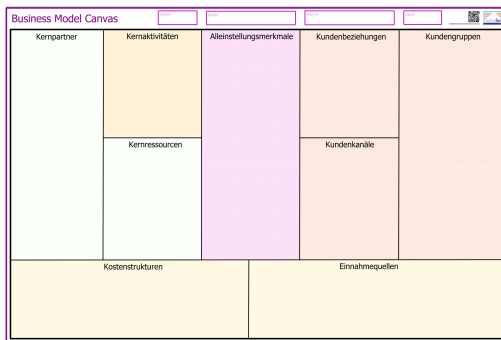 Business Model Canvas
Kernpartner
Kernaktivitäten
Alleinstellungsmerkmale
Kundenbeziehungen
Kundengruppen
Kernressourcen
Kundenkanäle
Kostenstrukturen
Einnahmequellen